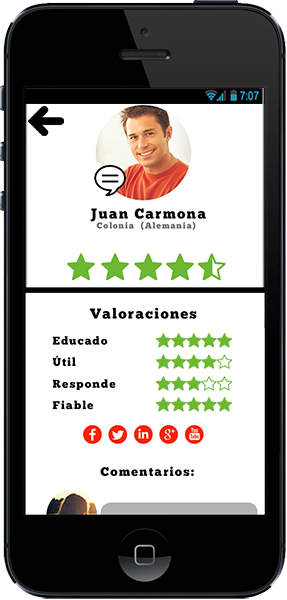 7:07
Juan Carmona
Colonia (Alemania)
Valoraciones
Educado
Útil
Responde
Fiable
f
in
g+
You Tube
Comentarios: